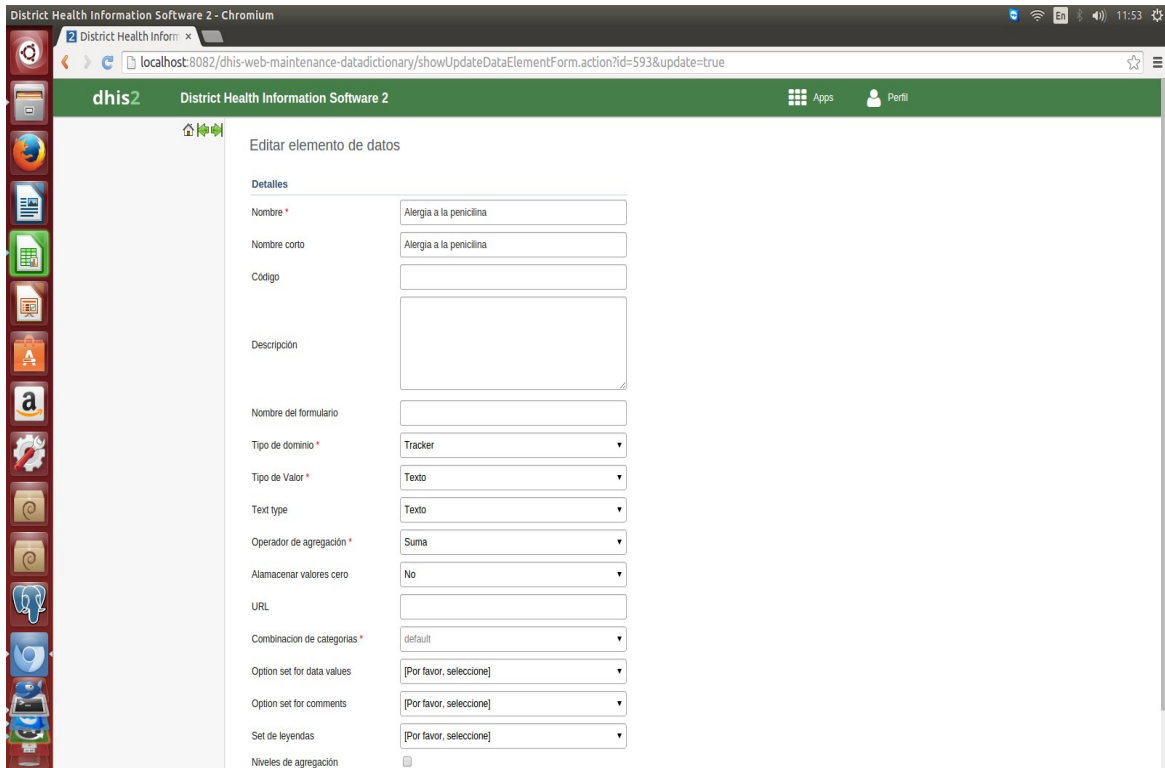 District Health Information Software 2 - Chromium
En 11:53
2 District Health Inform ×
localhost:8082/dhis-web-maintenance-datadictionary/showUpdateDataElementForm.action?id=593&update=true
dhis2 District Health Information Software 2 Apps Perfil
Editar elemento de datos
Detalles
Nombre * Alergia a la penicilina
Nombre corto Alergia a la penicilina
Código
Descripción
Nombre del formulario
Tipo de dominio * Tracker
Tipo de Valor * Texto
Text type Texto
Operador de agregación * Suma
Alamacenar valores cero No
URL
Combinacion de categorias * default
Option set for data values [Por favor, seleccione]
Option set for comments [Por favor, seleccione]
Set de leyendas [Por favor, seleccione]
Niveles de agregación